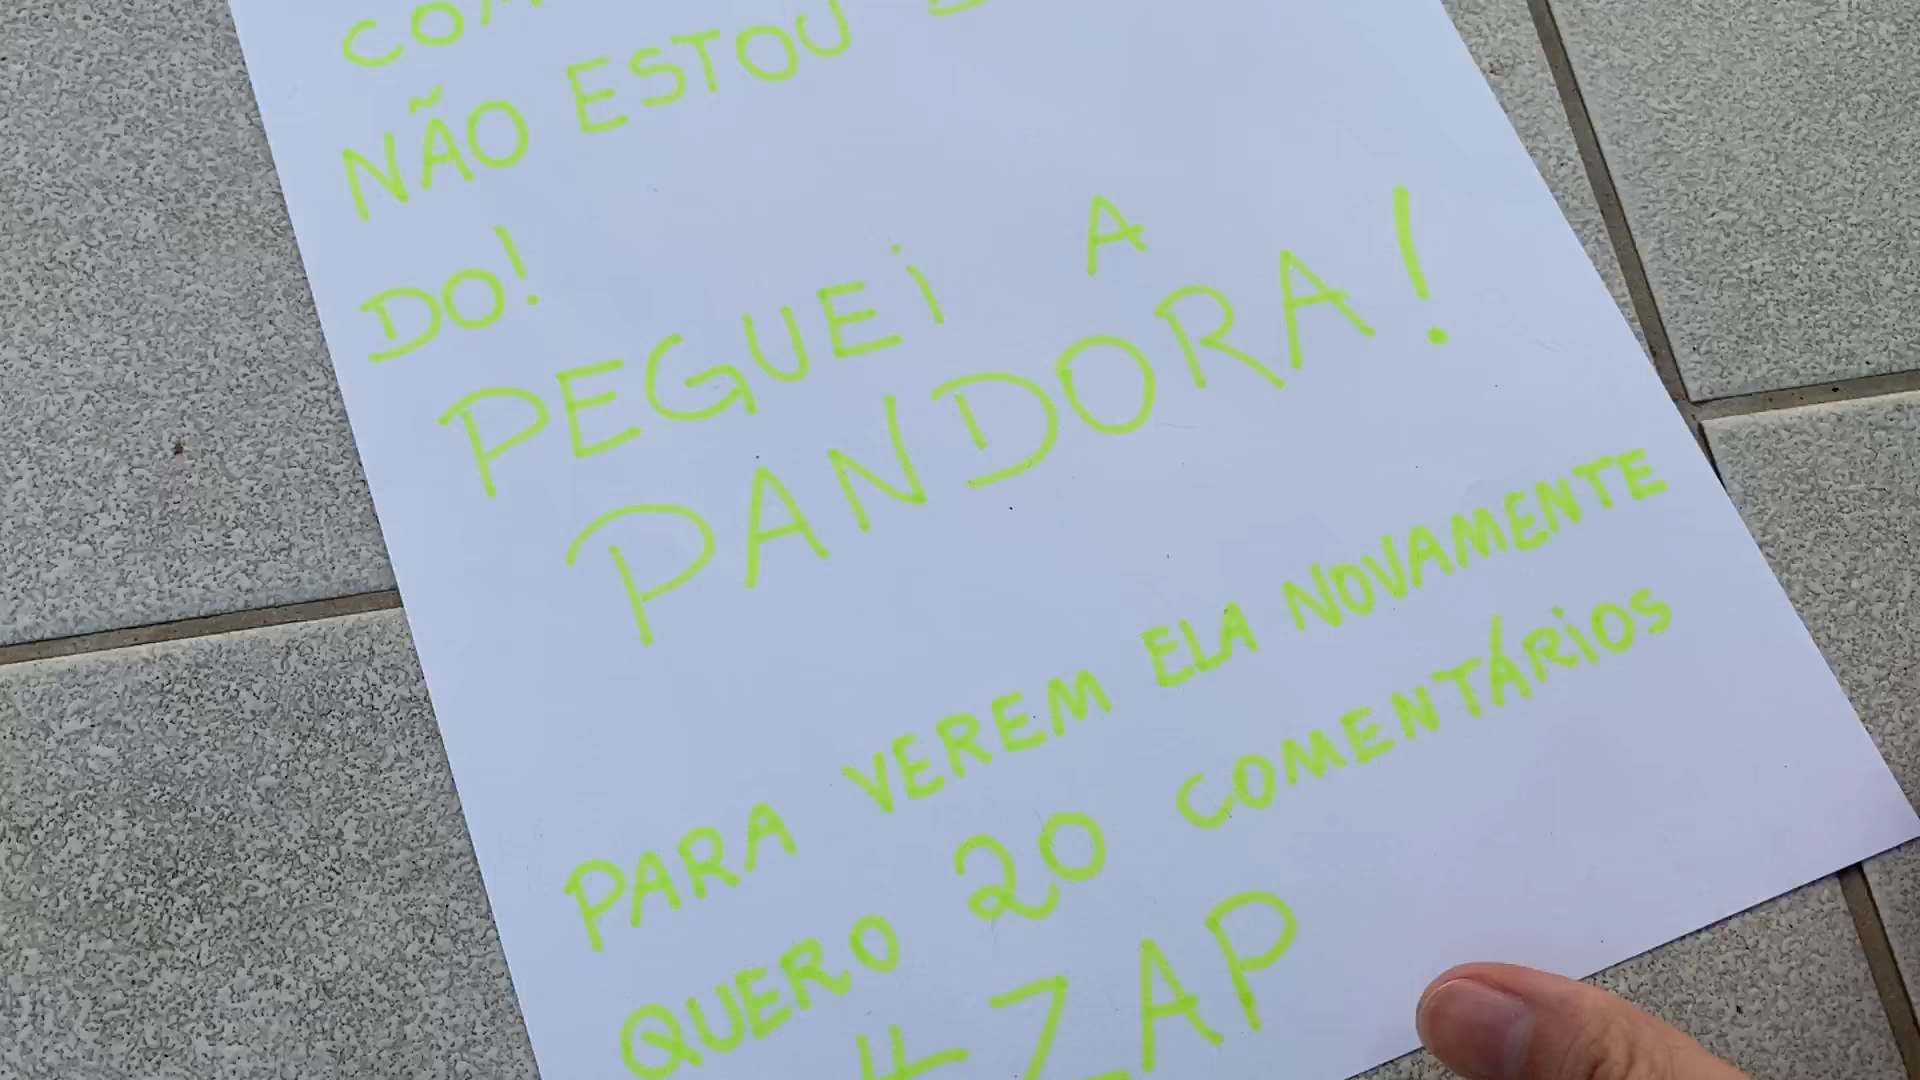 NÃO ESTOU
DO!
PEGUEi A
PANDORA!
PARA VEREM ELA NOVAMENTE
QUERO 20 COMENTÁRiOS
#ZAP